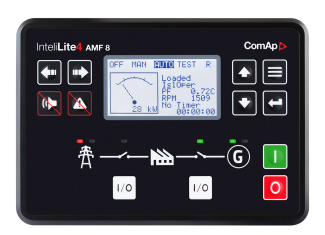 InteliLite4 AMF 8
ComAp
OFF MAN AUTO TEST R
Loaded
IslOper
PF 0.72C
RPM 1509
No Timer
28 kW 00:00:00
G
I
I/O
I/O
O